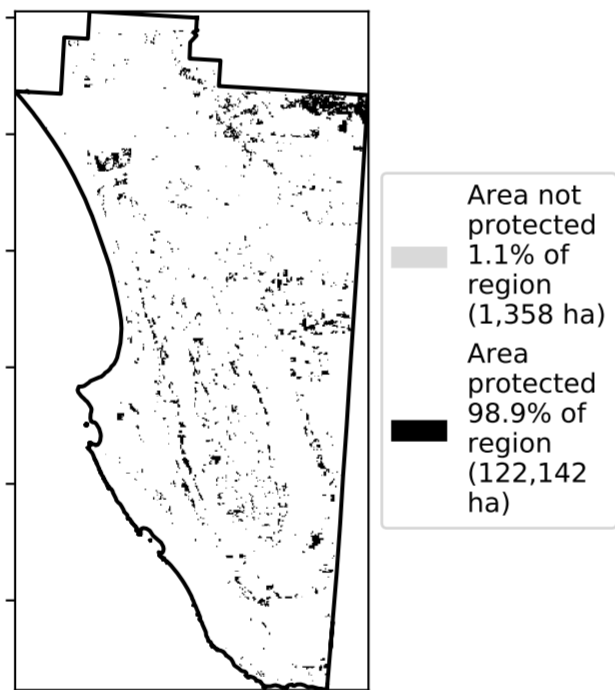 Area not
protected
1.1% of
region
(1,358 ha)
Area
protected
98.9% of
region
(122,142
ha)